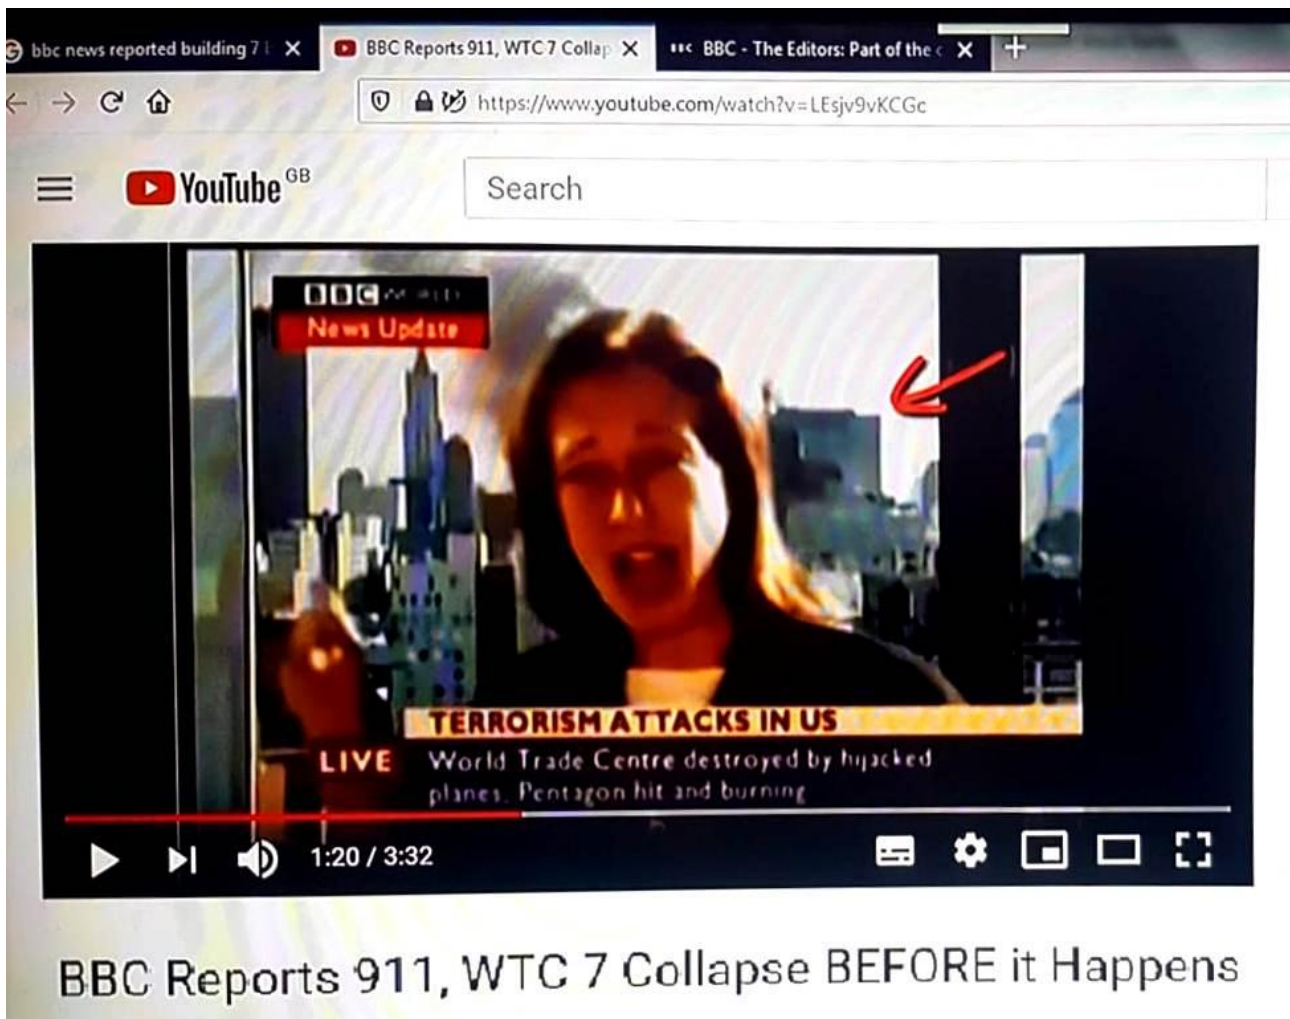 bbc news reported building 7
BBC Reports 911, WTC 7 Collap
BBC - The Editors: Part of the c
https://www.youtube.com/watch?v=LEsjv9vKCGc
YouTube GB
Search
BBC WORLD
News Update
TERRORISM ATTACKS IN US
LIVE
World Trade Centre destroyed by hijacked
planes. Pentagon hit and burning
1:20 / 3:32
BBC Reports 911, WTC 7 Collapse BEFORE it Happens